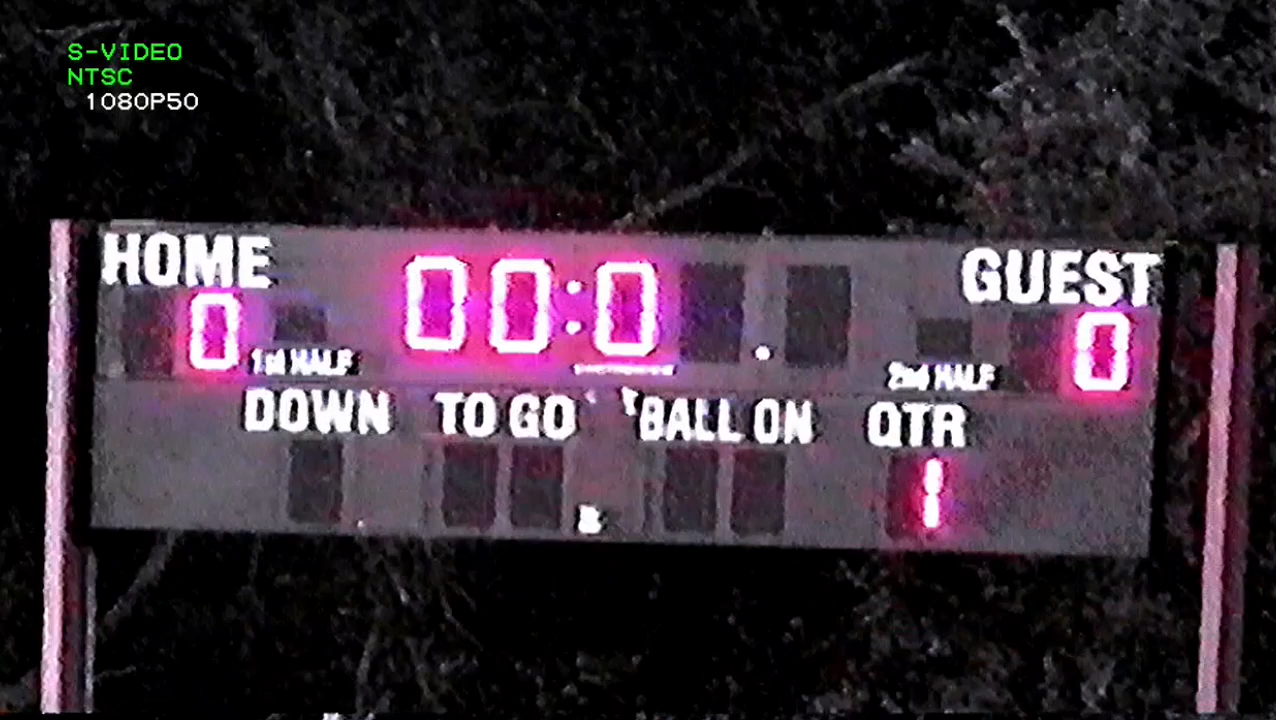 S-VIDEO
NTSC
1080P50
HOME 00:0 GUEST
0 0
1st HALF 2nd HALF
DOWN TO GO BALL ON QTR
1